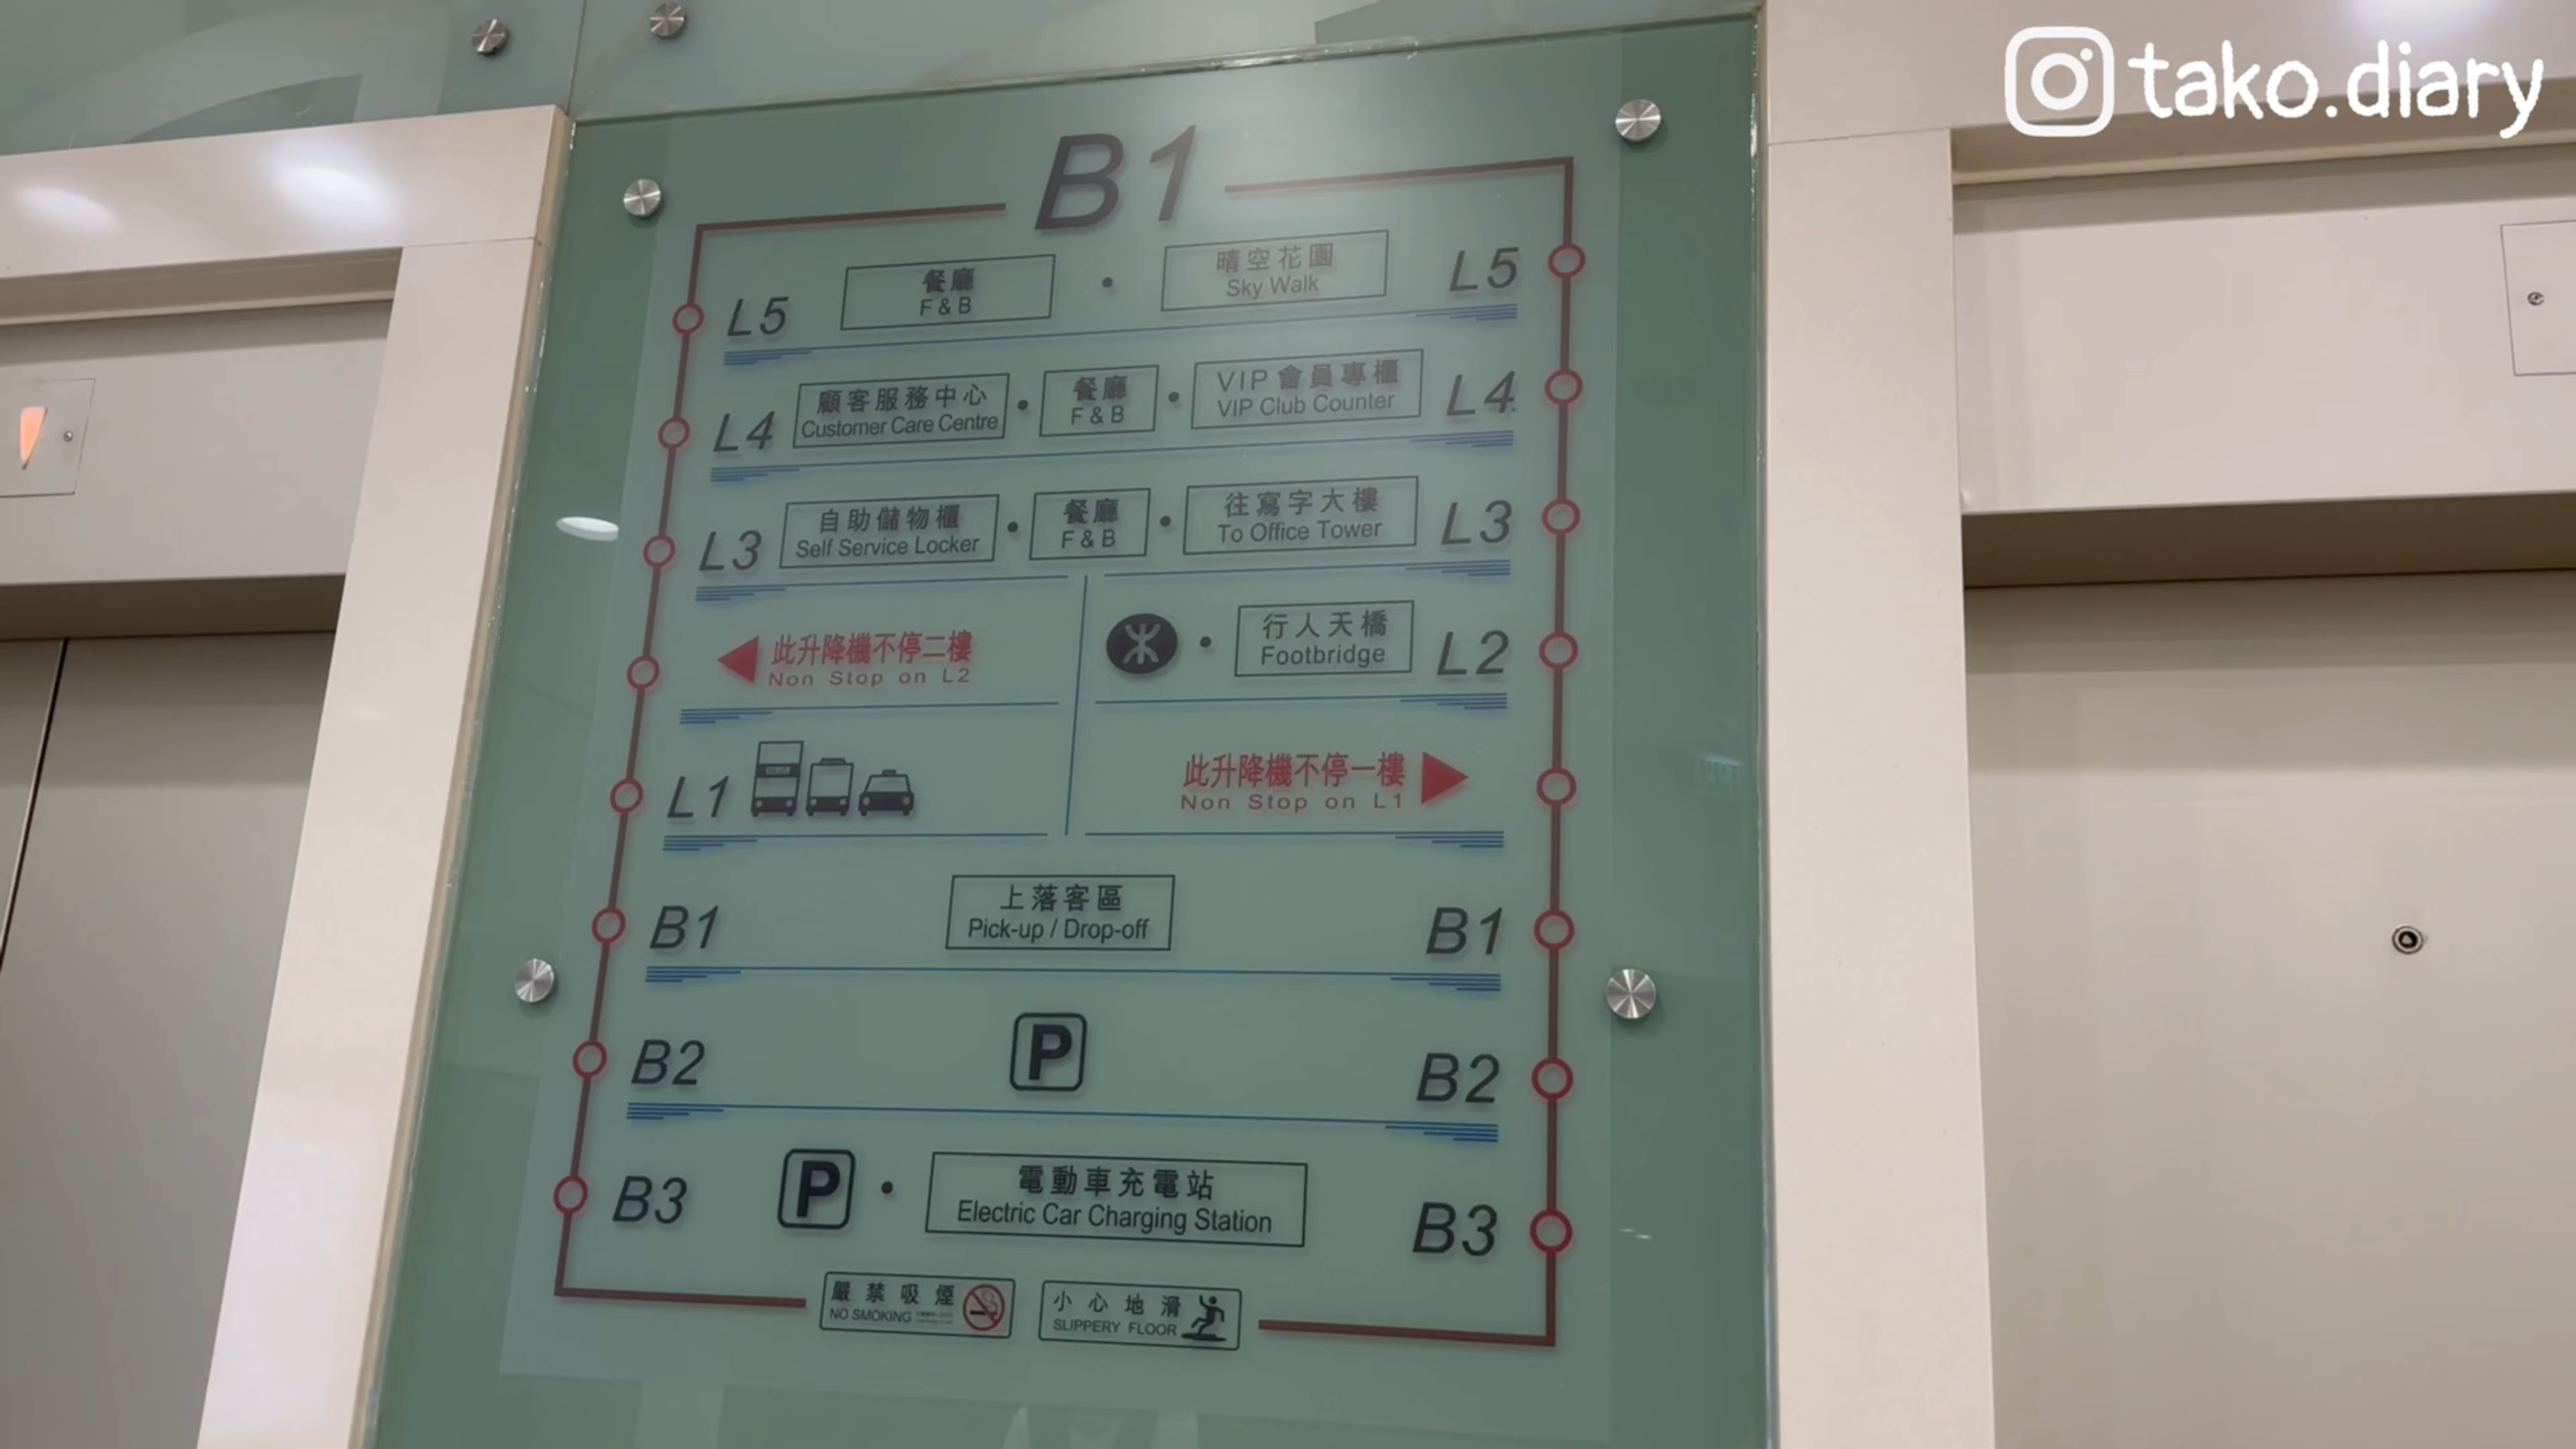 tako.diary
B1
L5
餐廳
F & B
晴空花園
Sky Walk
L5
L4
顧客服務中心
Customer Care Centre
餐廳
F & B
VIP 會員專櫃
VIP Club Counter
L4
L3
自助儲物櫃
Self Service Locker
餐廳
F & B
往寫字大樓
To Office Tower
L3
此升降機不停二樓
Non Stop on L2
行人天橋
Footbridge
L2
L1
此升降機不停一樓
Non Stop on L1
B1
上落客區
Pick-up / Drop-off
B1
B2
P
B2
B3
P
電動車充電站
Electric Car Charging Station
B3
嚴禁吸煙
NO SMOKING
小心地滑
SLIPPERY FLOOR